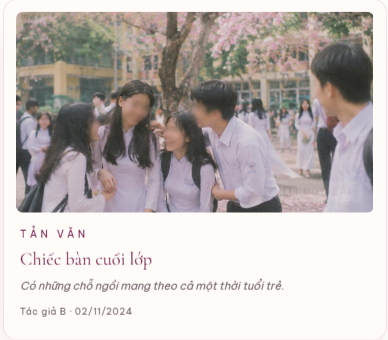 TẢN VĂN
Chiếc bàn cuối lớp
Có những chỗ ngồi mang theo cả một thời tuổi trẻ.
Tác giả B · 02/11/2024